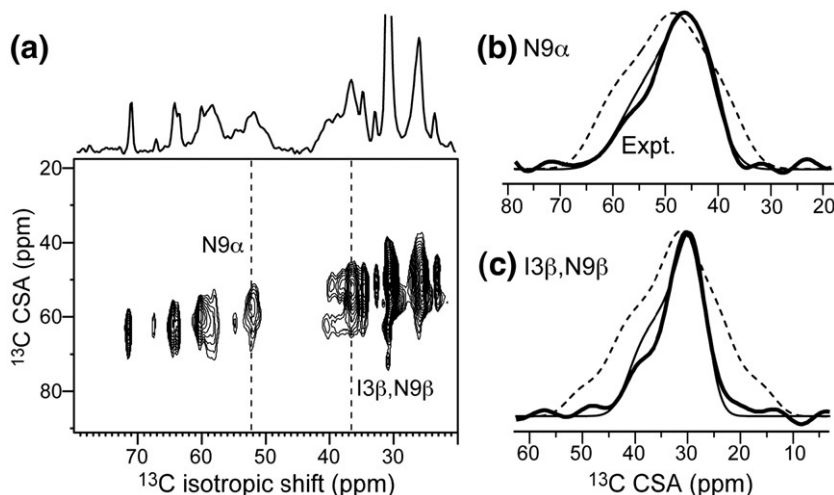 (a)
20
40
60
80
¹³C CSA (ppm)
N9α
I3β,N9β
70 60 50 40 30
¹³C isotropic shift (ppm)
(b) N9α
Expt.
80 70 60 50 40 30 20
(c) I3β,N9β
60 50 40 30 20 10
¹³C CSA (ppm)